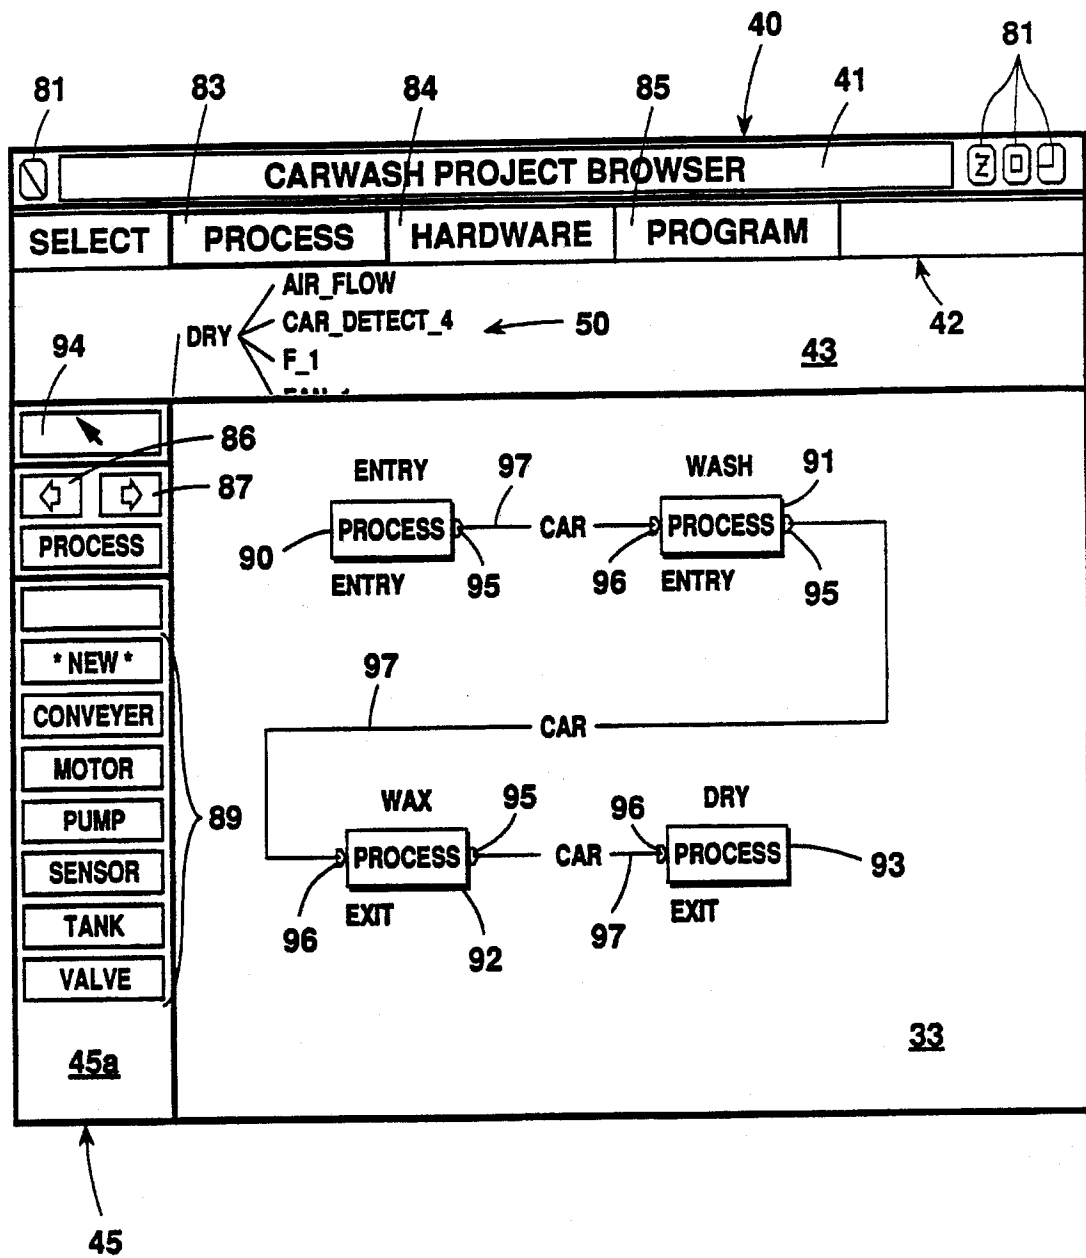 40
81
81
83
84
85
41
Z
CARWASH PROJECT BROWSER
SELECT PROCESS HARDWARE PROGRAM
42
AIR_FLOW
DRY CAR_DETECT_4
50
F_1
43
94
86
87
PROCESS
* NEW *
CONVEYER
MOTOR
PUMP
SENSOR
TANK
VALVE
89
45a
45
ENTRY
97
WASH
91
PROCESS CAR PROCESS
90
ENTRY
95
96
ENTRY
95
97
CAR
WAX
95
96
DRY
PROCESS CAR PROCESS
93
96
EXIT
92
97
EXIT
33